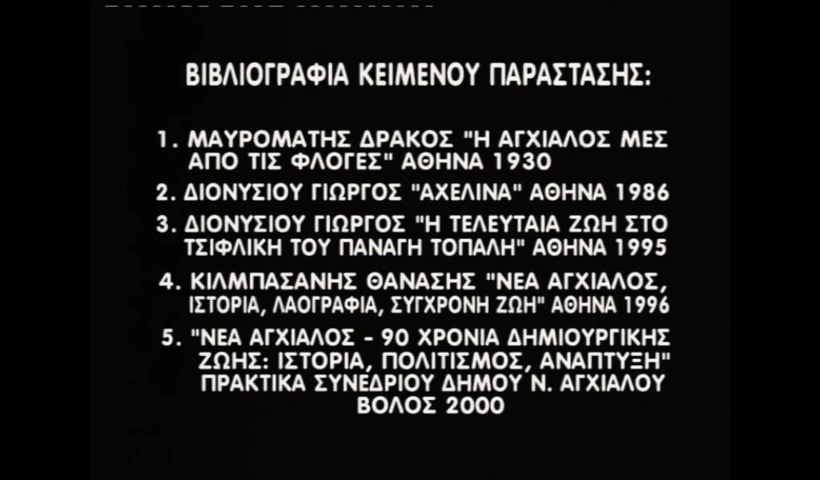 ΒΙΒΛΙΟΓΡΑΦΙΑ ΚΕΙΜΕΝΟΥ ΠΑΡΑΣΤΑΣΗΣ:
1. ΜΑΥΡΟΜΑΤΗΣ ΔΡΑΚΟΣ "Η ΑΓΧΙΑΛΟΣ ΜΕΣ
ΑΠΟ ΤΙΣ ΦΛΟΓΕΣ" ΑΘΗΝΑ 1930
2. ΔΙΟΝΥΣΙΟΥ ΓΙΩΡΓΟΣ "ΑΧΕΛΙΝΑ" ΑΘΗΝΑ 1986
3. ΔΙΟΝΥΣΙΟΥ ΓΙΩΡΓΟΣ "Η ΤΕΛΕΥΤΑΙΑ ΖΩΗ ΣΤΟ
ΤΣΙΦΛΙΚΗ ΤΟΥ ΠΑΝΑΓΗ ΤΟΠΑΛΗ" ΑΘΗΝΑ 1995
4. ΚΙΛΜΠΑΣΑΝΗΣ ΘΑΝΑΣΗΣ "ΝΕΑ ΑΓΧΙΑΛΟΣ,
ΙΣΤΟΡΙΑ, ΛΑΟΓΡΑΦΙΑ, ΣΥΓΧΡΟΝΗ ΖΩΗ" ΑΘΗΝΑ 1996
5. "ΝΕΑ ΑΓΧΙΑΛΟΣ - 90 ΧΡΟΝΙΑ ΔΗΜΙΟΥΡΓΙΚΗΣ
ΖΩΗΣ: ΙΣΤΟΡΙΑ, ΠΟΛΙΤΙΣΜΟΣ, ΑΝΑΠΤΥΞΗ"
ΠΡΑΚΤΙΚΑ ΣΥΝΕΔΡΙΟΥ ΔΗΜΟΥ Ν. ΑΓΧΙΑΛΟΥ
ΒΟΛΟΣ 2000